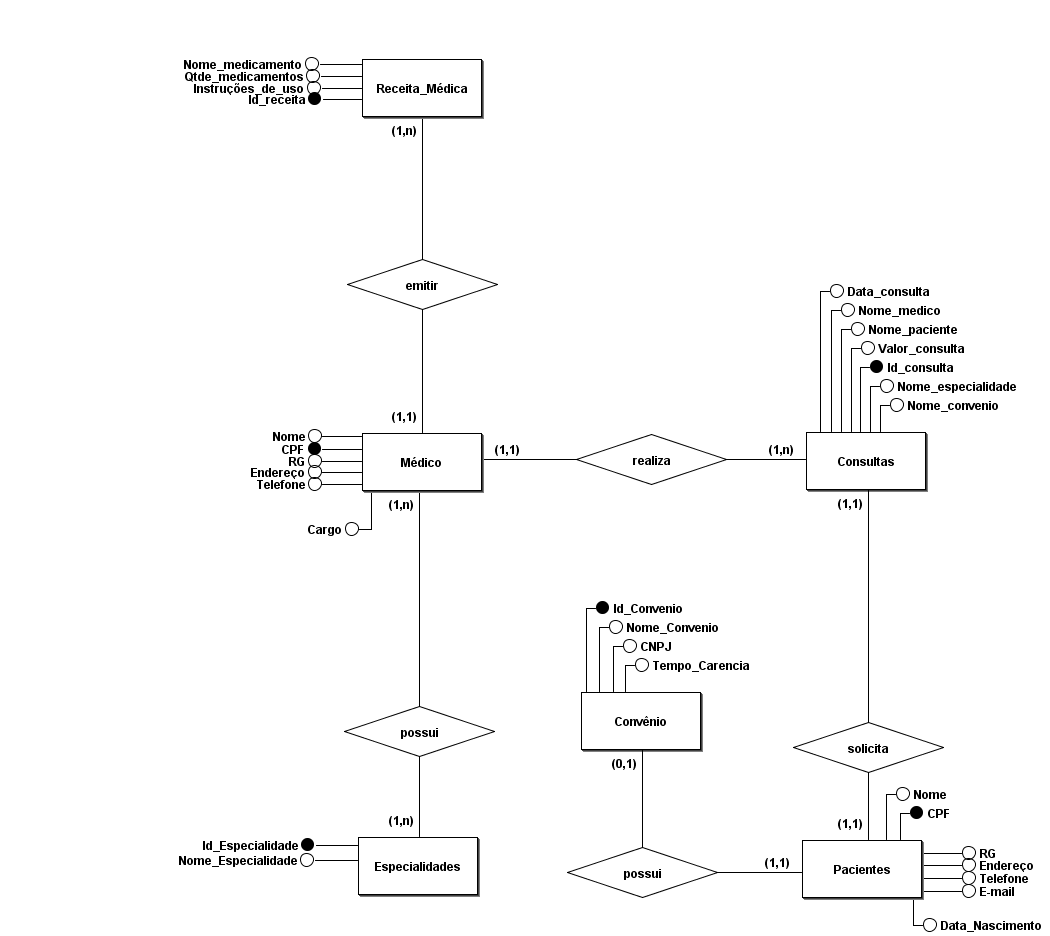 Nome_medicamento
Qtde_medicamentos
Instruções_de_uso
Id_receita
Receita_Médica
(1,n)
emitir
(1,1)
Nome
CPF
RG
Endereço
Telefone
Cargo
Médico
(1,1)
realiza
(1,n)
Data_consulta
Nome_medico
Nome_paciente
Valor_consulta
Id_consulta
Nome_especialidade
Nome_convenio
Consultas
(1,1)
(1,n)
possui
(1,n)
Id_Especialidade
Nome_Especialidade
Especialidades
Id_Convenio
Nome_Convenio
CNPJ
Tempo_Carencia
Convênio
(0,1)
possui
(1,1)
solicita
(1,1)
Nome
CPF
Pacientes
RG
Endereço
Telefone
E-mail
Data_Nascimento